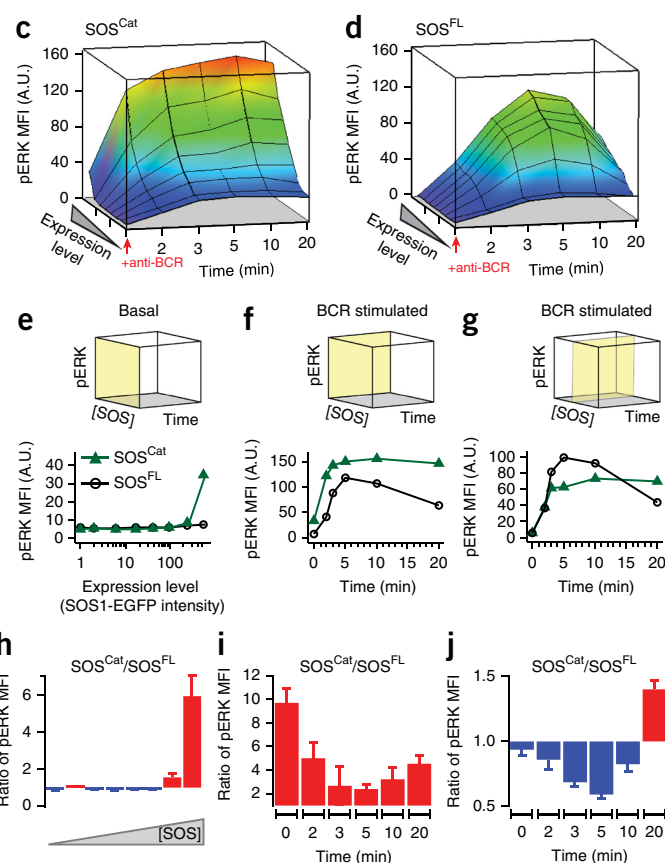 c
SOS^Cat
pERK MFI (A.U.)
160
120
80
40
0
Expression level
+anti-BCR
2
3
5
10
20
Time (min)
d
SOS^FL
pERK MFI (A.U.)
160
120
80
40
0
Expression level
+anti-BCR
2
3
5
10
20
Time (min)
e
Basal
pERK
[SOS]
Time
pERK MFI (A.U.)
40
30
20
10
0
SOS^Cat
SOS^FL
1
10
100
Expression level
(SOS1-EGFP intensity)
f
BCR stimulated
pERK
[SOS]
Time
pERK MFI (A.U.)
150
100
50
0
0
5
10
20
Time (min)
g
BCR stimulated
pERK
[SOS]
Time
pERK MFI (A.U.)
100
80
60
40
20
0
0
5
10
20
Time (min)
h
SOS^Cat/SOS^FL
Ratio of pERK MFI
6
4
2
0
[SOS]
i
SOS^Cat/SOS^FL
Ratio of pERK MFI
12
10
8
6
4
2
0
2
3
5
10
20
Time (min)
j
SOS^Cat/SOS^FL
Ratio of pERK MFI
1.5
1.0
0.5
0
2
3
5
10
20
Time (min)